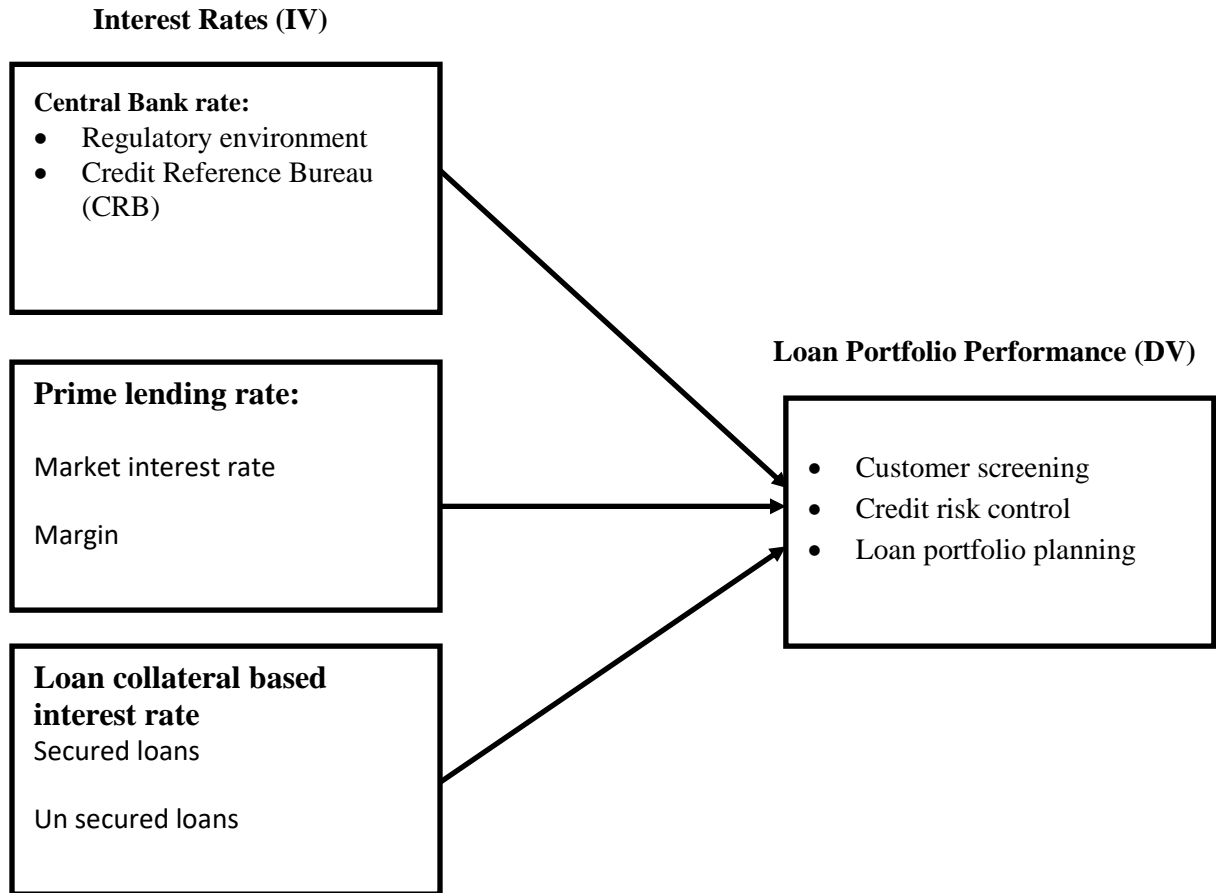 Interest Rates (IV)
Central Bank rate:
• Regulatory environment
• Credit Reference Bureau
(CRB)
Prime lending rate:
Market interest rate
Margin
Loan collateral based
interest rate
Secured loans
Un secured loans
Loan Portfolio Performance (DV)
• Customer screening
• Credit risk control
• Loan portfolio planning